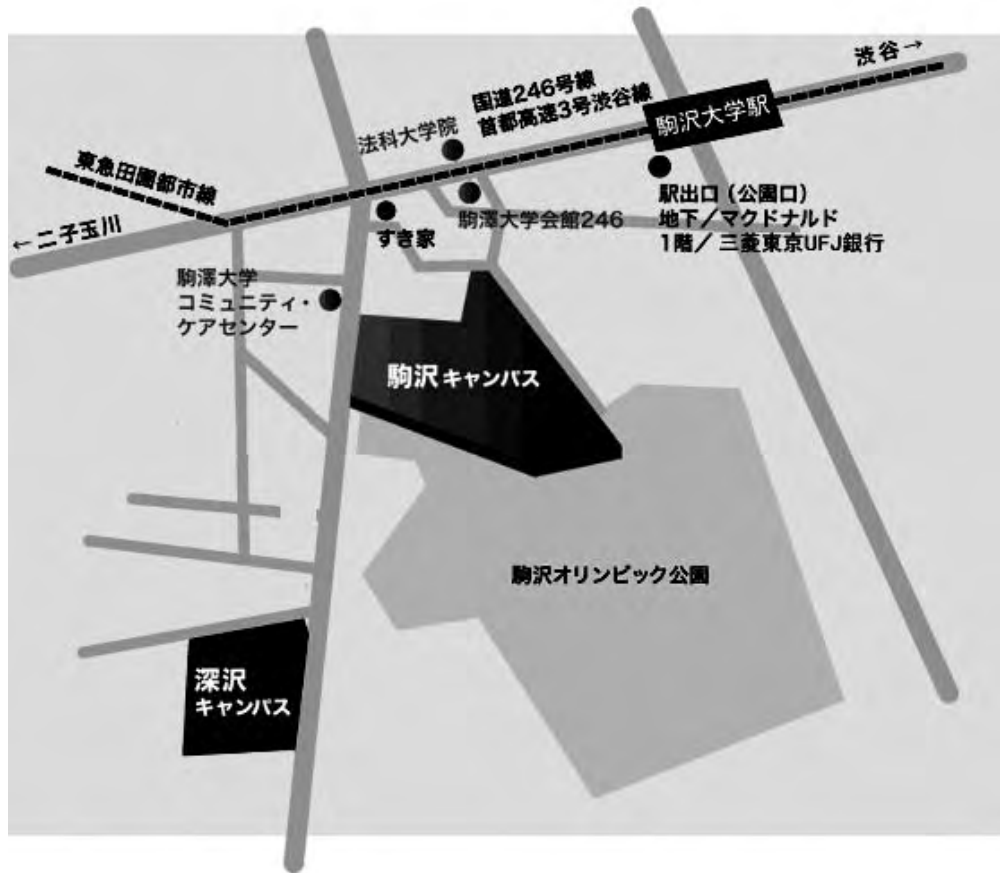 渋谷→
国道246号線
首都高速3号渋谷線
駒沢大学駅
法科大学院
東急田園都市線
駅出口（公園口）
地下／マクドナルド
1階／三菱東京UFJ銀行
駒澤大学会館246
すき家
←二子玉川
駒澤大学
コミュニティ・
ケアセンター
駒沢キャンパス
駒沢オリンピック公園
深沢
キャンパス